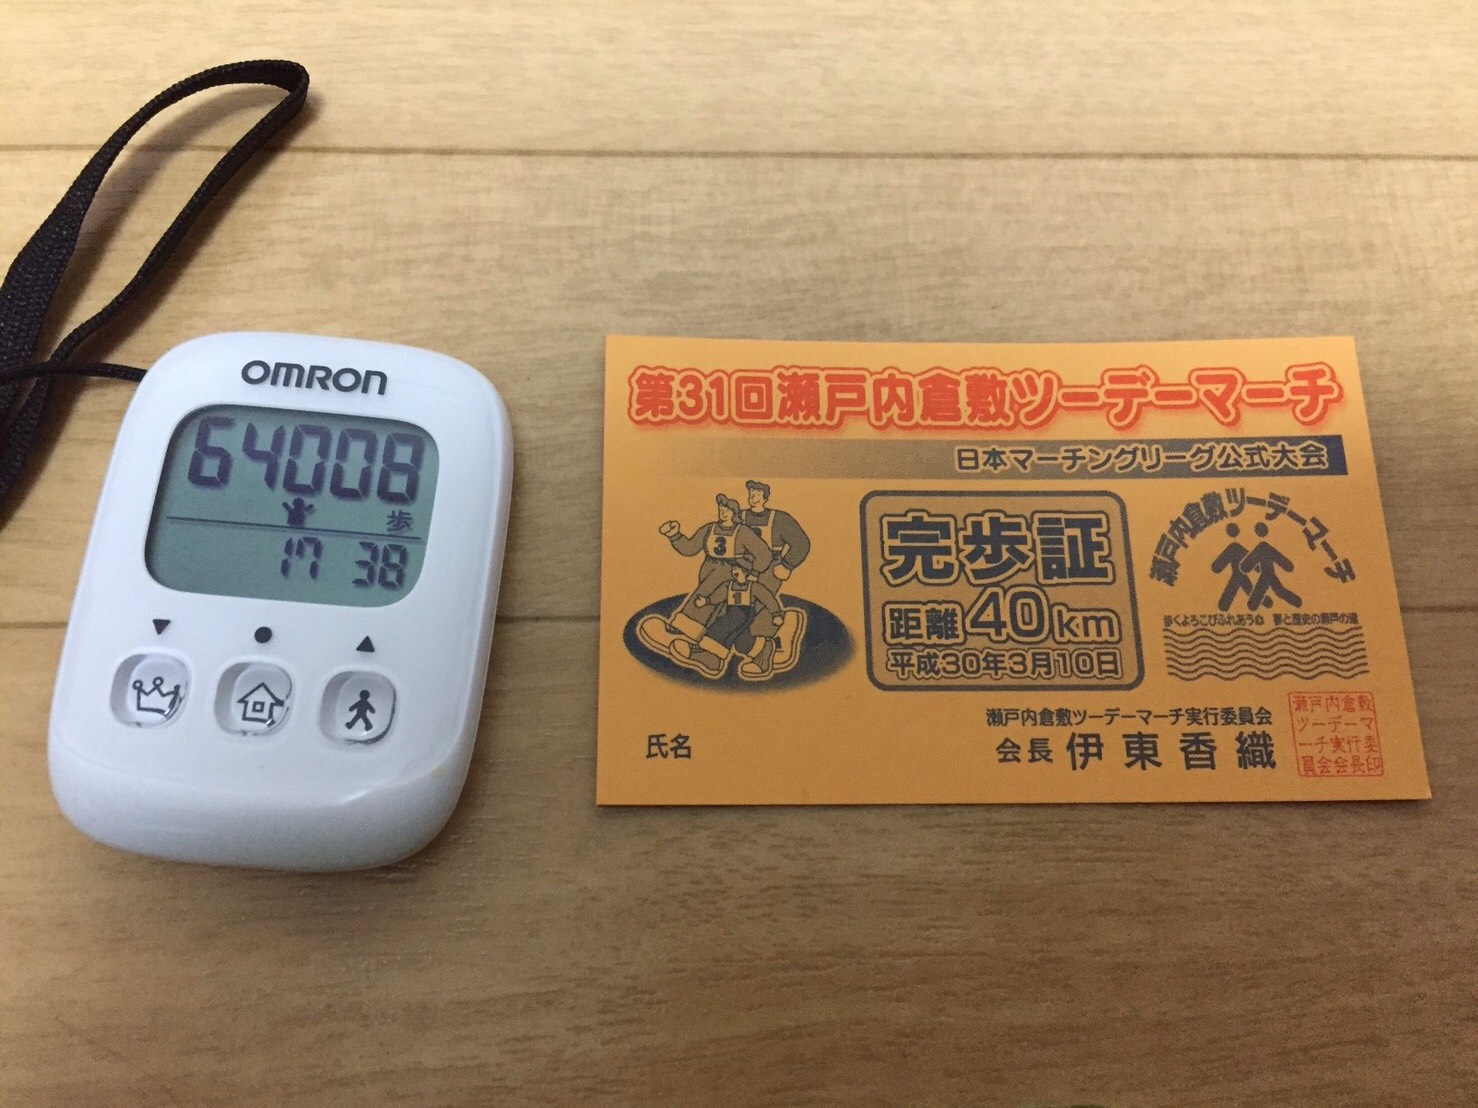 OMRON
64008
歩
17 38
第31回瀬戸内倉敷ツーデーマーチ
日本マーチングリーグ公式大会
3
1
完歩証
距離40km
平成30年3月10日
瀬戸内倉敷ツーデーマーチ
歩くよろこびふれあう心 夢と歴史の瀬戸の道
瀬戸内倉敷ツーデーマーチ実行委員会
会長 伊東香織
氏名
瀬戸内倉敷
ツーデーマ
ーチ実行委
員会会長印